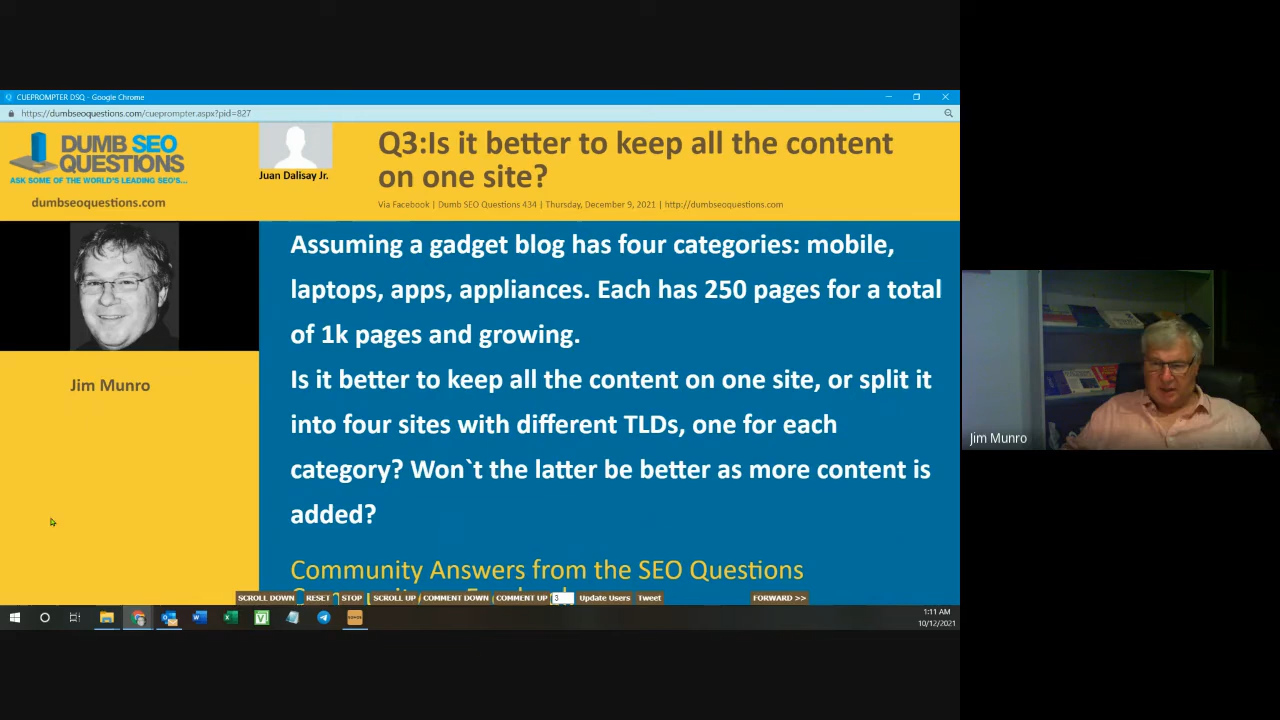 CUEPROMPTER DSQ - Google Chrome
https://dumbseoquestions.com/cueprompter.aspx?pid=827
DUMB SEO
QUESTIONS
ASK SOME OF THE WORLD'S LEADING SEO'S...
dumbseoquestions.com
Juan Dalisay Jr.
Q3:Is it better to keep all the content
on one site?
Via Facebook | Dumb SEO Questions 434 | Thursday, December 9, 2021 | http://dumbseoquestions.com
Jim Munro
Assuming a gadget blog has four categories: mobile,
laptops, apps, appliances. Each has 250 pages for a total
of 1k pages and growing.
Is it better to keep all the content on one site, or split it
into four sites with different TLDs, one for each
category? Won`t the latter be better as more content is
added?
Community Answers from the SEO Questions
SCROLL DOWN RESET STOP SCROLL UP COMMENT DOWN COMMENT UP 3 Update Users Tweet FORWARD >>
1:11 AM
10/12/2021
Jim Munro